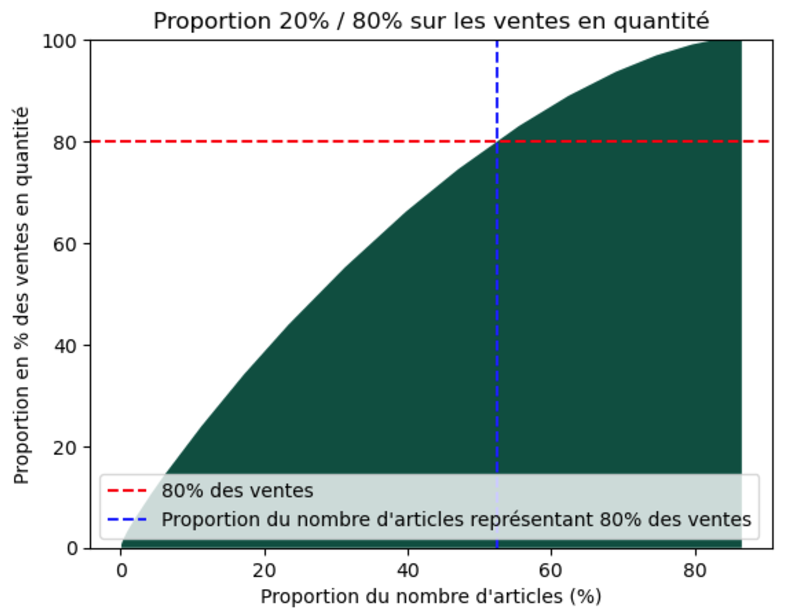 Proportion 20% / 80% sur les ventes en quantité
100
80
60
40
20
0
Proportion en % des ventes en quantité
80% des ventes
Proportion du nombre d'articles représentant 80% des ventes
0 20 40 60 80
Proportion du nombre d'articles (%)